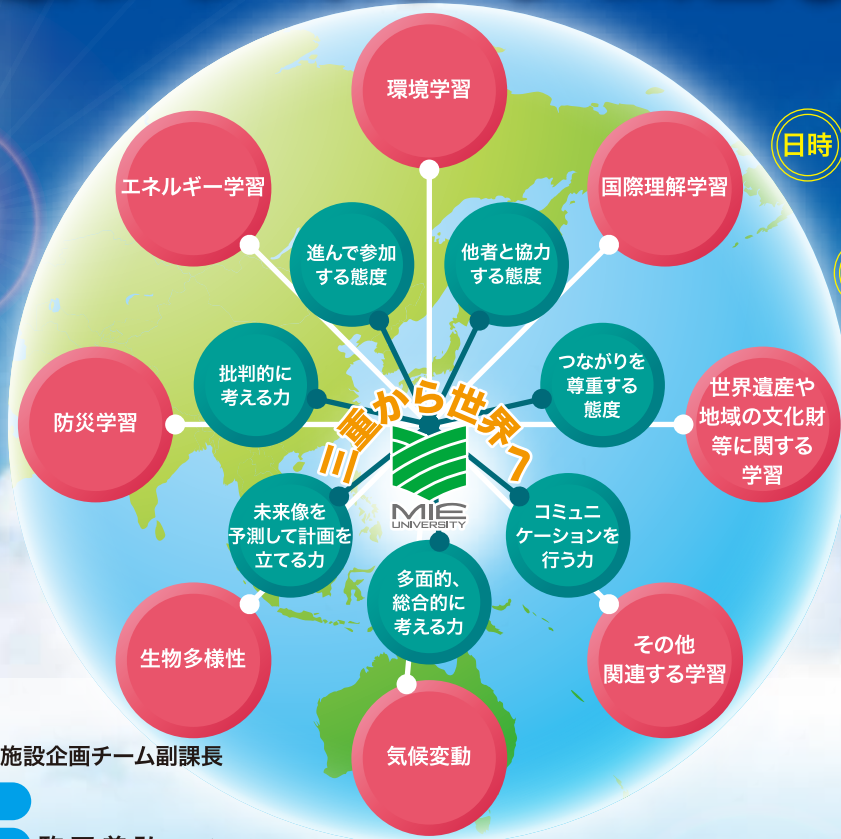 環境学習
エネルギー学習
国際理解学習
日時
進んで参加
する態度
他者と協力
する態度
批判的に
考える力
つながりを
尊重する
態度
防災学習
世界遺産や
地域の文化財
等に関する
学習
三重から世界へ
MIE
UNIVERSITY
未来像を
予測して計画を
立てる力
コミュニ
ケーションを
行う力
多面的、
総合的に
考える力
生物多様性
その他
関連する学習
気候変動
施設企画チーム副課長